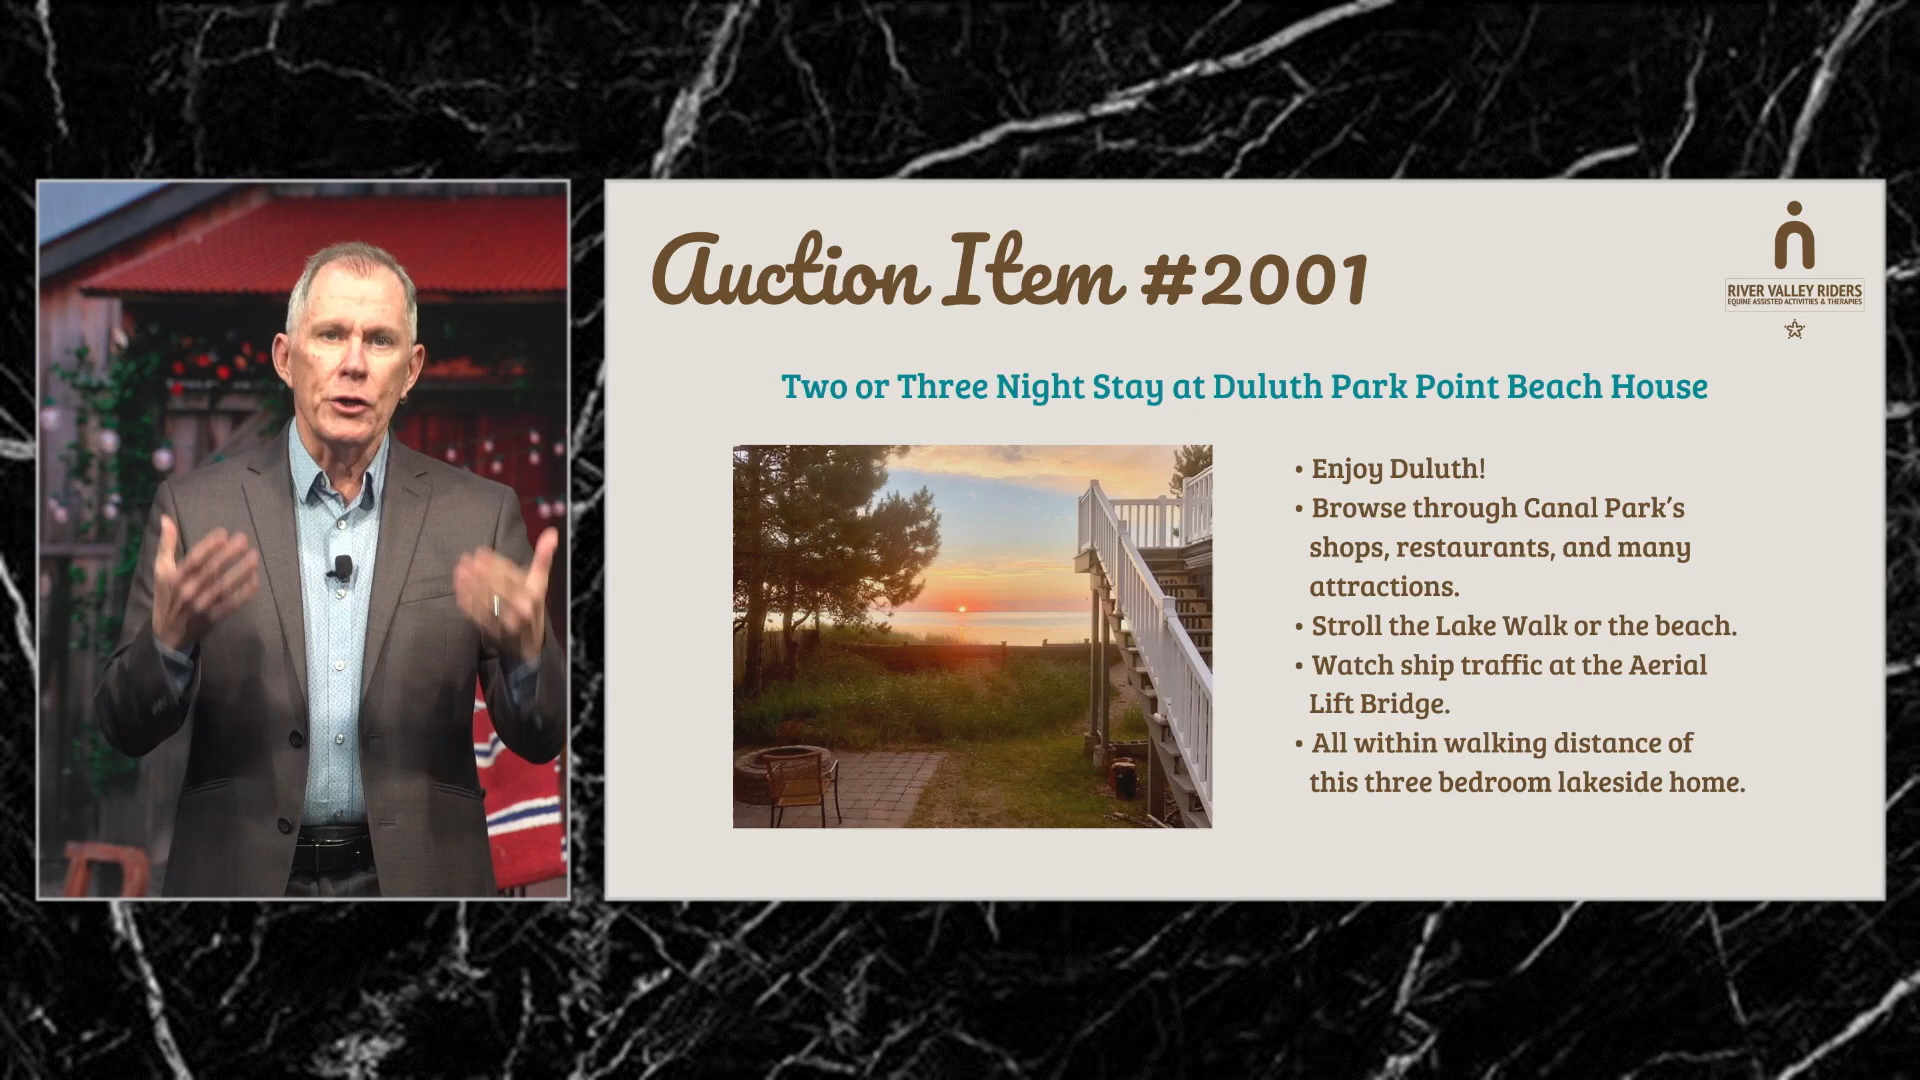 Auction Item #2001
RIVER VALLEY RIDERS
EQUINE ASSISTED ACTIVITIES & THERAPIES
Two or Three Night Stay at Duluth Park Point Beach House
• Enjoy Duluth!
• Browse through Canal Park’s
shops, restaurants, and many
attractions.
• Stroll the Lake Walk or the beach.
• Watch ship traffic at the Aerial
Lift Bridge.
• All within walking distance of
this three bedroom lakeside home.